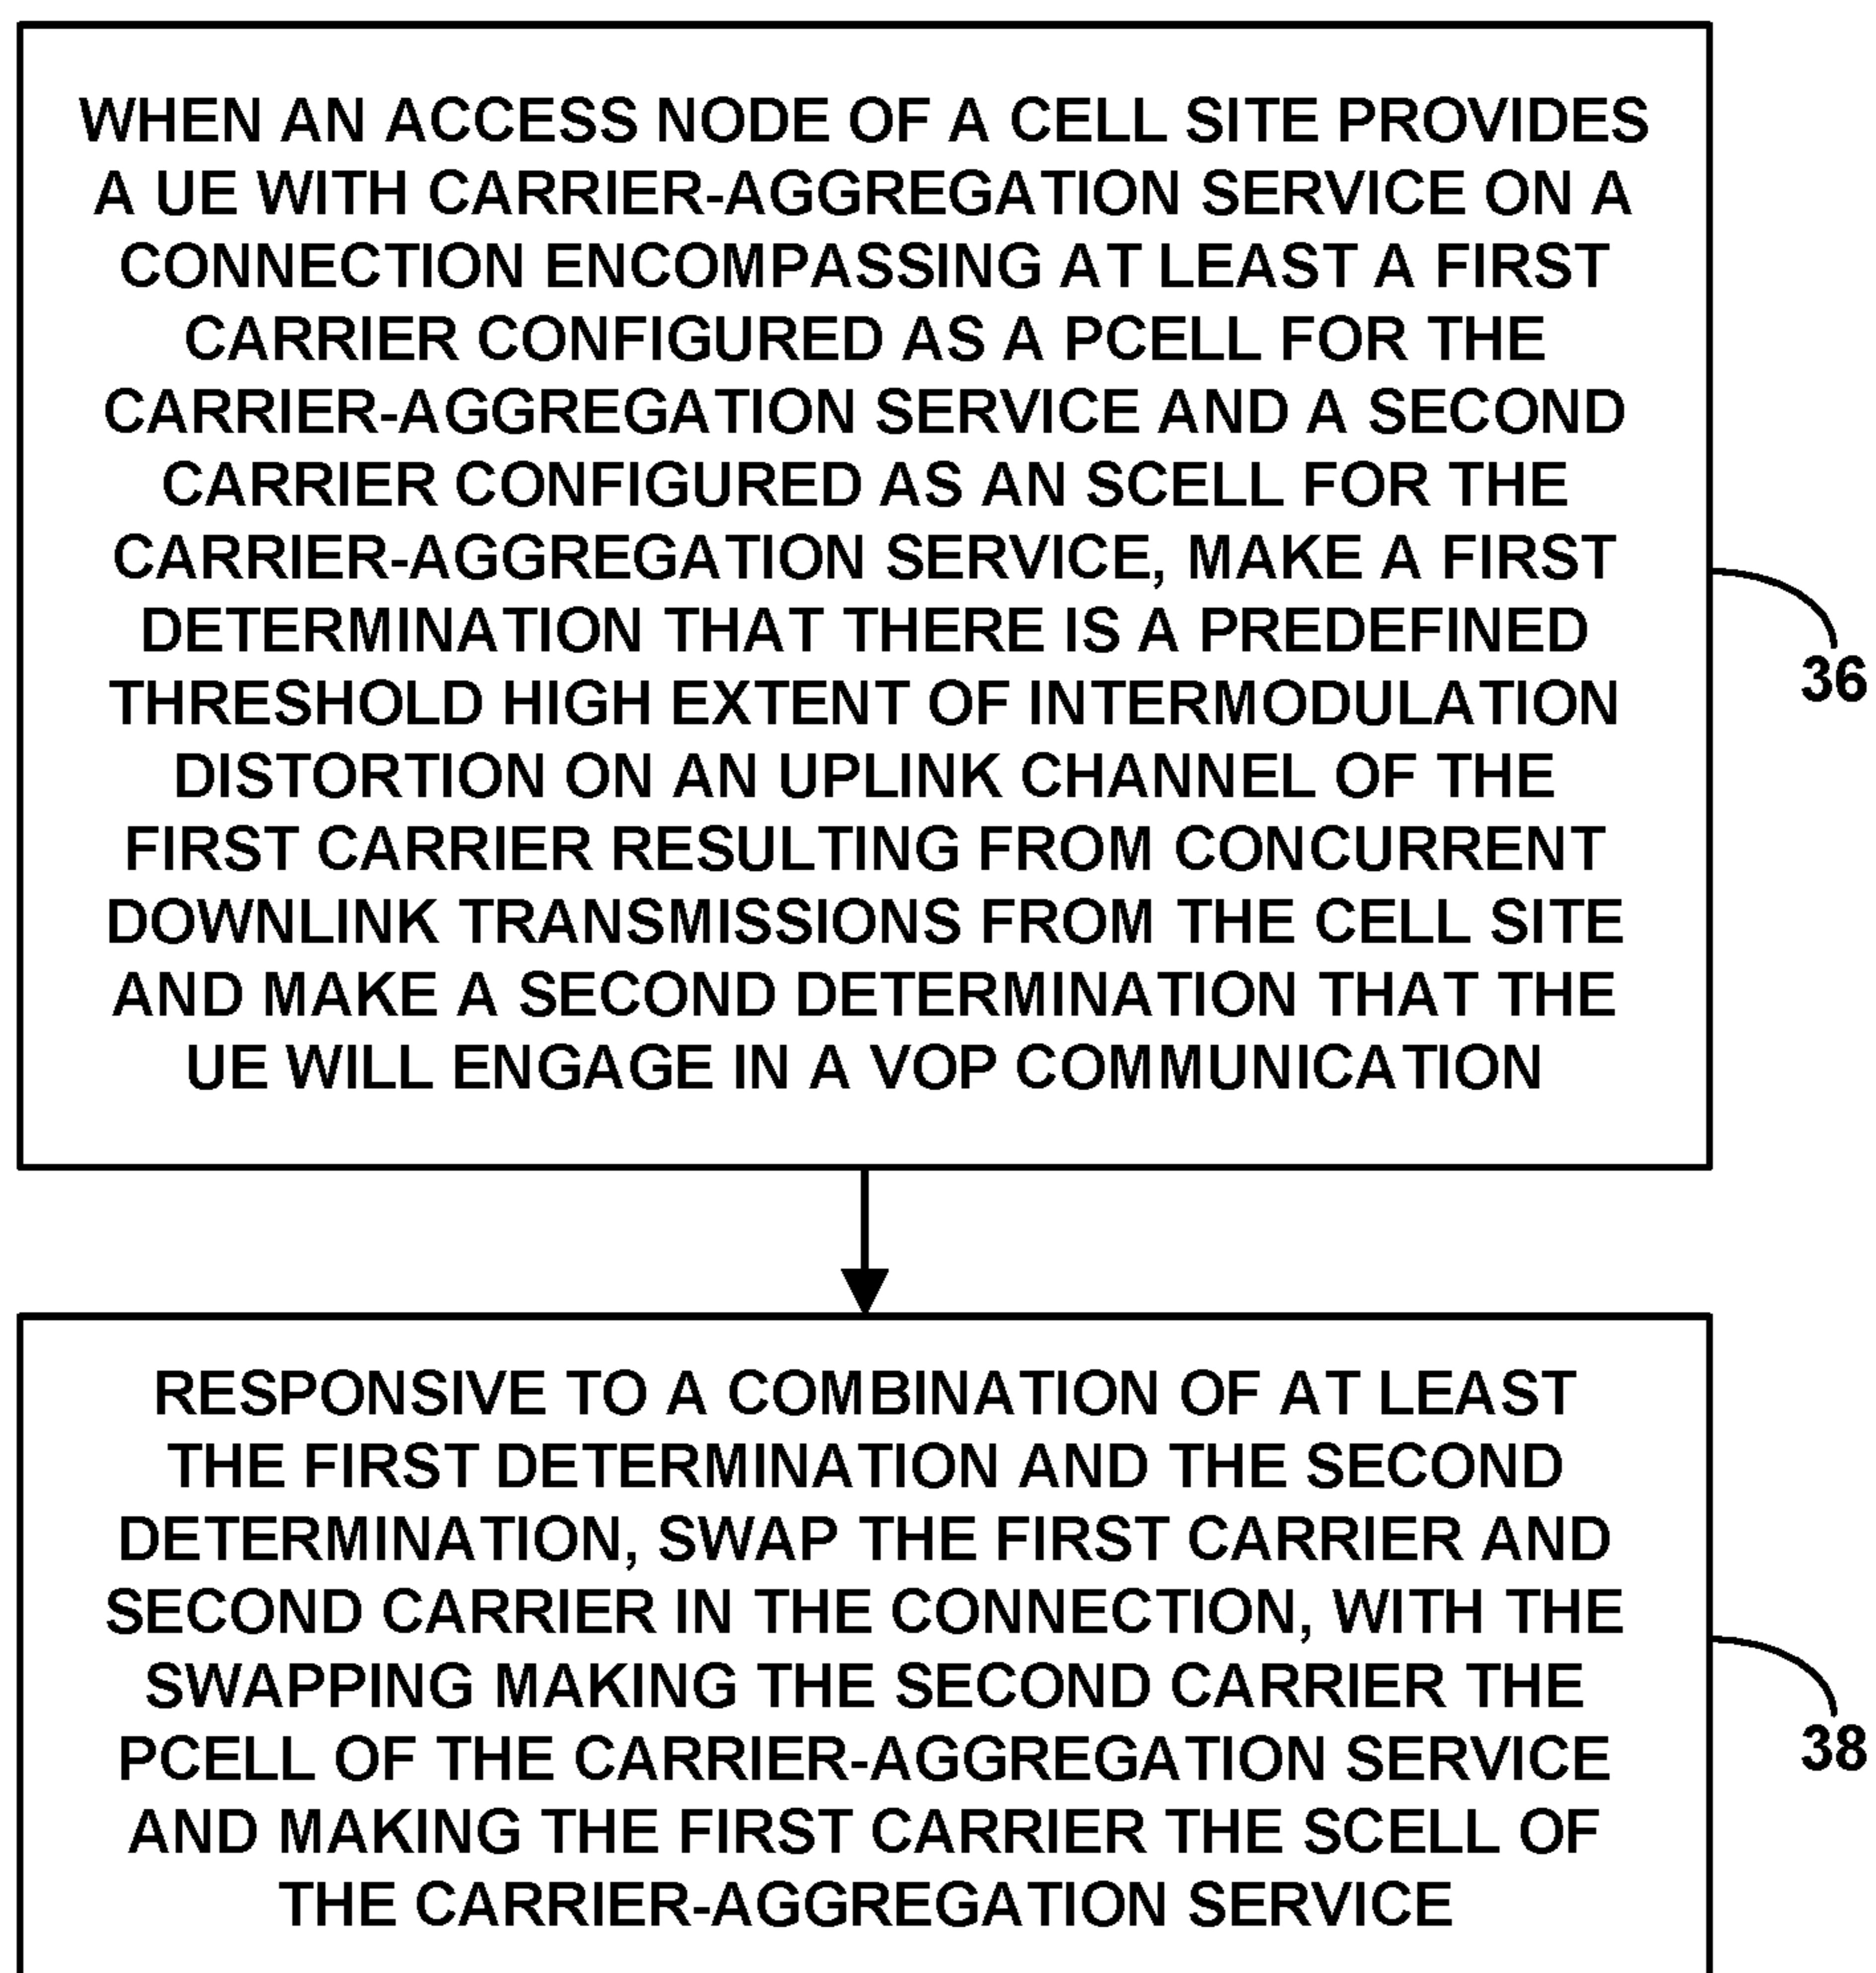 WHEN AN ACCESS NODE OF A CELL SITE PROVIDES
A UE WITH CARRIER-AGGREGATION SERVICE ON A
CONNECTION ENCOMPASSING AT LEAST A FIRST
CARRIER CONFIGURED AS A PCELL FOR THE
CARRIER-AGGREGATION SERVICE AND A SECOND
CARRIER CONFIGURED AS AN SCELL FOR THE
CARRIER-AGGREGATION SERVICE, MAKE A FIRST
DETERMINATION THAT THERE IS A PREDEFINED
THRESHOLD HIGH EXTENT OF INTERMODULATION
DISTORTION ON AN UPLINK CHANNEL OF THE
FIRST CARRIER RESULTING FROM CONCURRENT
DOWNLINK TRANSMISSIONS FROM THE CELL SITE
AND MAKE A SECOND DETERMINATION THAT THE
UE WILL ENGAGE IN A VOP COMMUNICATION
36
RESPONSIVE TO A COMBINATION OF AT LEAST
THE FIRST DETERMINATION AND THE SECOND
DETERMINATION, SWAP THE FIRST CARRIER AND
SECOND CARRIER IN THE CONNECTION, WITH THE
SWAPPING MAKING THE SECOND CARRIER THE
PCELL OF THE CARRIER-AGGREGATION SERVICE
AND MAKING THE FIRST CARRIER THE SCELL OF
THE CARRIER-AGGREGATION SERVICE
38